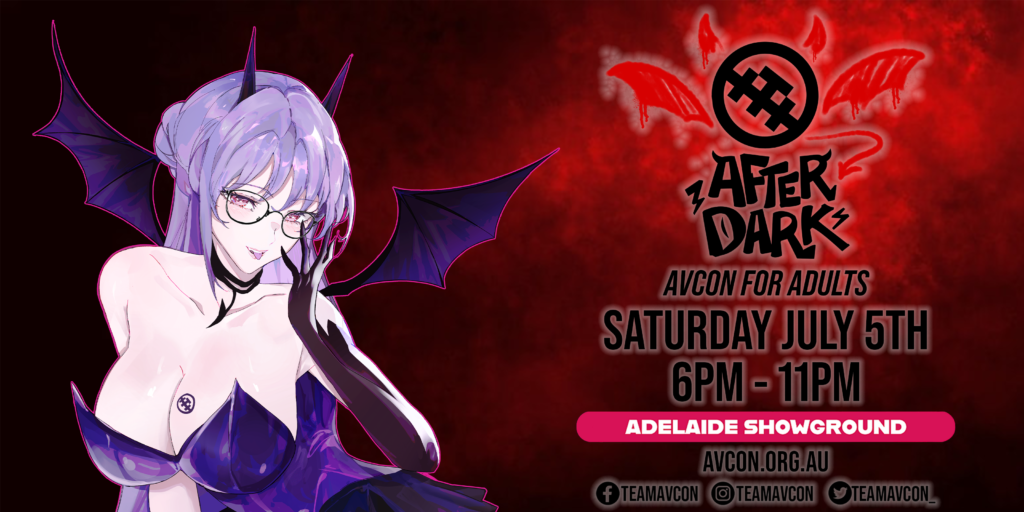 AFTER
DARK
AVCON FOR ADULTS
SATURDAY JULY 5TH
6PM - 11PM
ADELAIDE SHOWGROUND
AVCON.ORG.AU
TEAMAVCON TEAMAVCON TEAMAVCON_